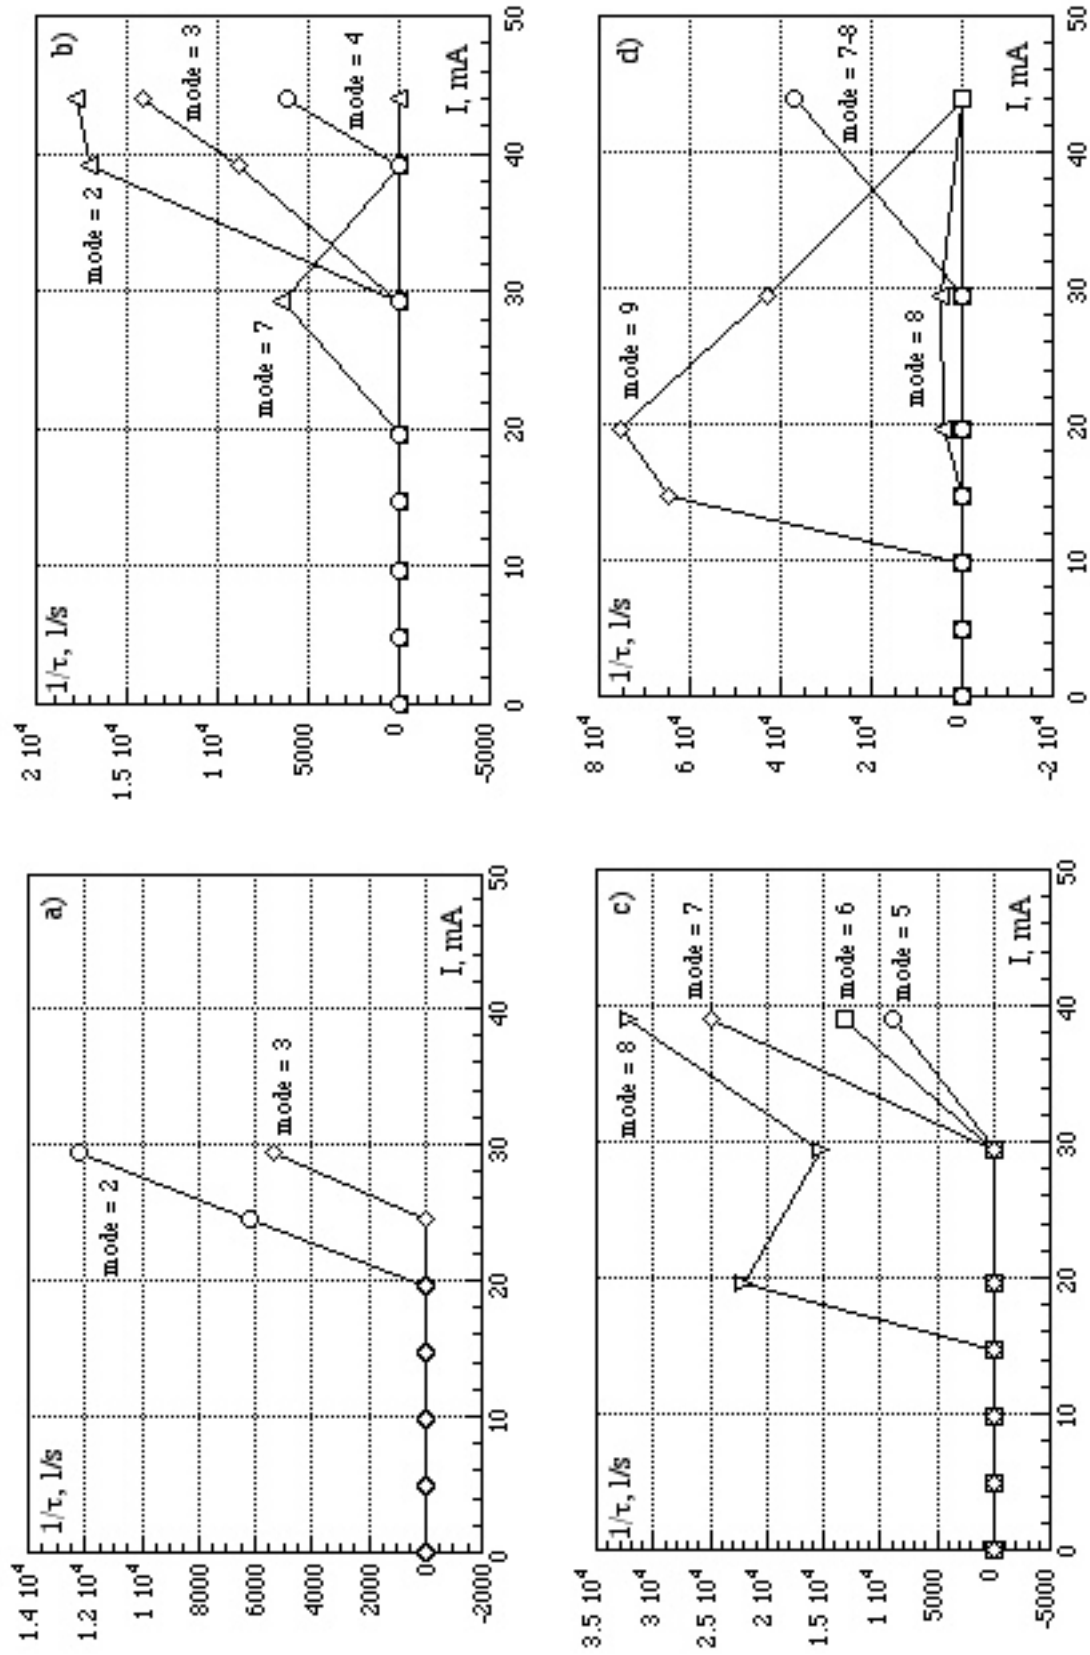 a)
1/τ, 1/s
1.4 10⁴
1.2 10⁴
1 10⁴
8000
6000
4000
2000
0
-2000
mode = 2
mode = 3
0 10 20 30 40 50
I, mA
b)
1/τ, 1/s
2 10⁴
1.5 10⁴
1 10⁴
5000
0
-5000
mode = 2
mode = 3
mode = 7
mode = 4
0 10 20 30 40 50
I, mA
c)
1/τ, 1/s
3.5 10⁴
3 10⁴
2.5 10⁴
2 10⁴
1.5 10⁴
1 10⁴
5000
0
-5000
mode = 8
mode = 7
mode = 6
mode = 5
0 10 20 30 40 50
I, mA
d)
1/τ, 1/s
8 10⁴
6 10⁴
4 10⁴
2 10⁴
0
-2 10⁴
mode = 9
mode = 7-8
mode = 8
0 10 20 30 40 50
I, mA